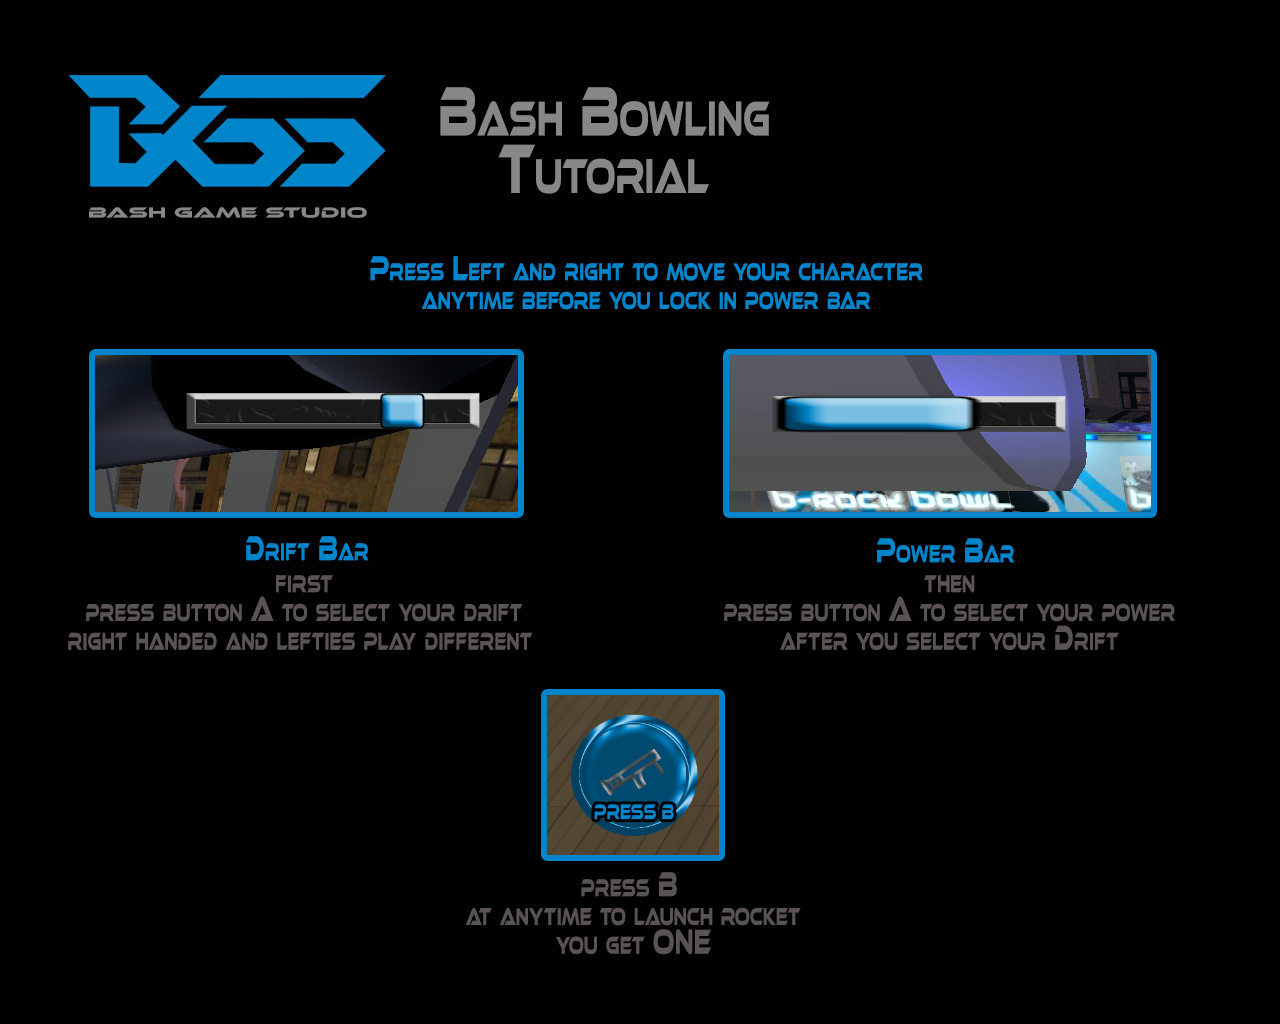 BASH GAME STUDIO
Bash Bowling
Tutorial
Press Left and right to move your character
anytime before you lock in power bar
b-rock bowl
b
Drift Bar
first
press button A to select your drift
right handed and lefties play different
Power Bar
then
press button A to select your power
after you select your Drift
PRESS B
press B
at anytime to launch rocket
you get ONE